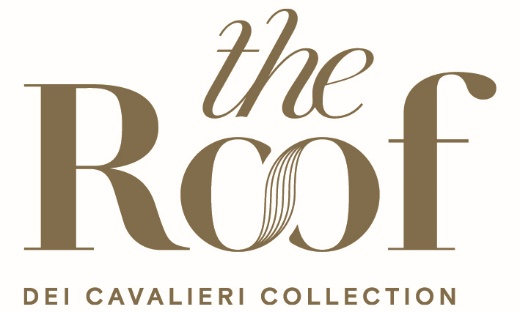 the
Roof
DEI CAVALIERI COLLECTION